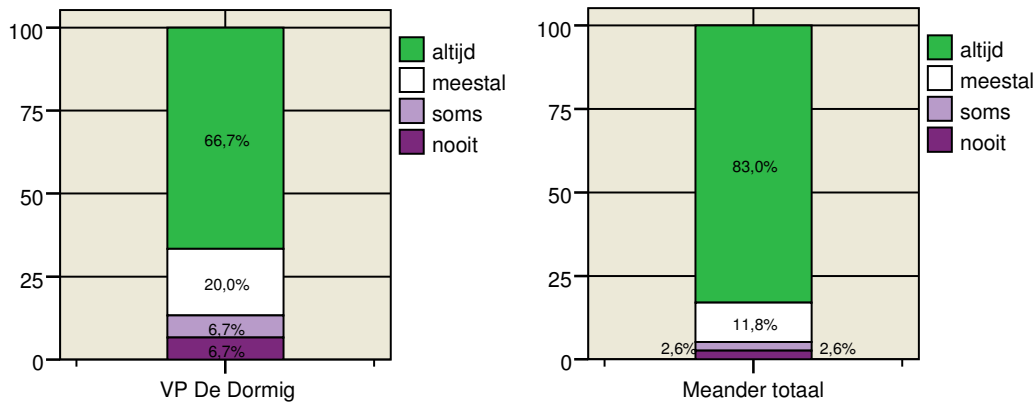 100
75
50
25
0
66,7%
20,0%
6,7%
6,7%
VP De Dormig
altijd
meestal
soms
nooit
100
75
50
25
0
83,0%
11,8%
2,6%
2,6%
Meander totaal
altijd
meestal
soms
nooit